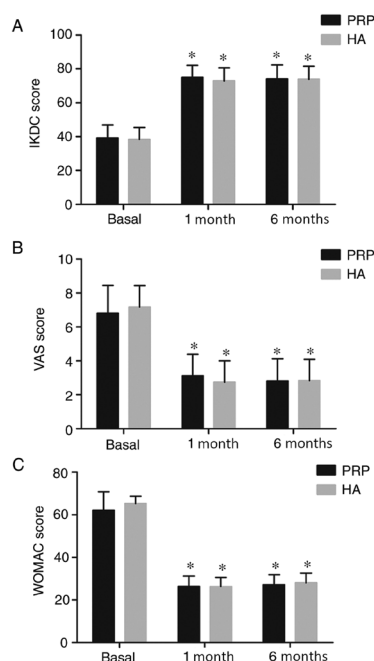 A
PRP
HA
IKDC score
100
80
60
40
20
0
* * * *
Basal 1 month 6 months
B
PRP
HA
VAS score
10
8
6
4
2
0
* * * *
Basal 1 month 6 months
C
PRP
HA
WOMAC score
80
60
40
20
0
* * * *
Basal 1 month 6 months